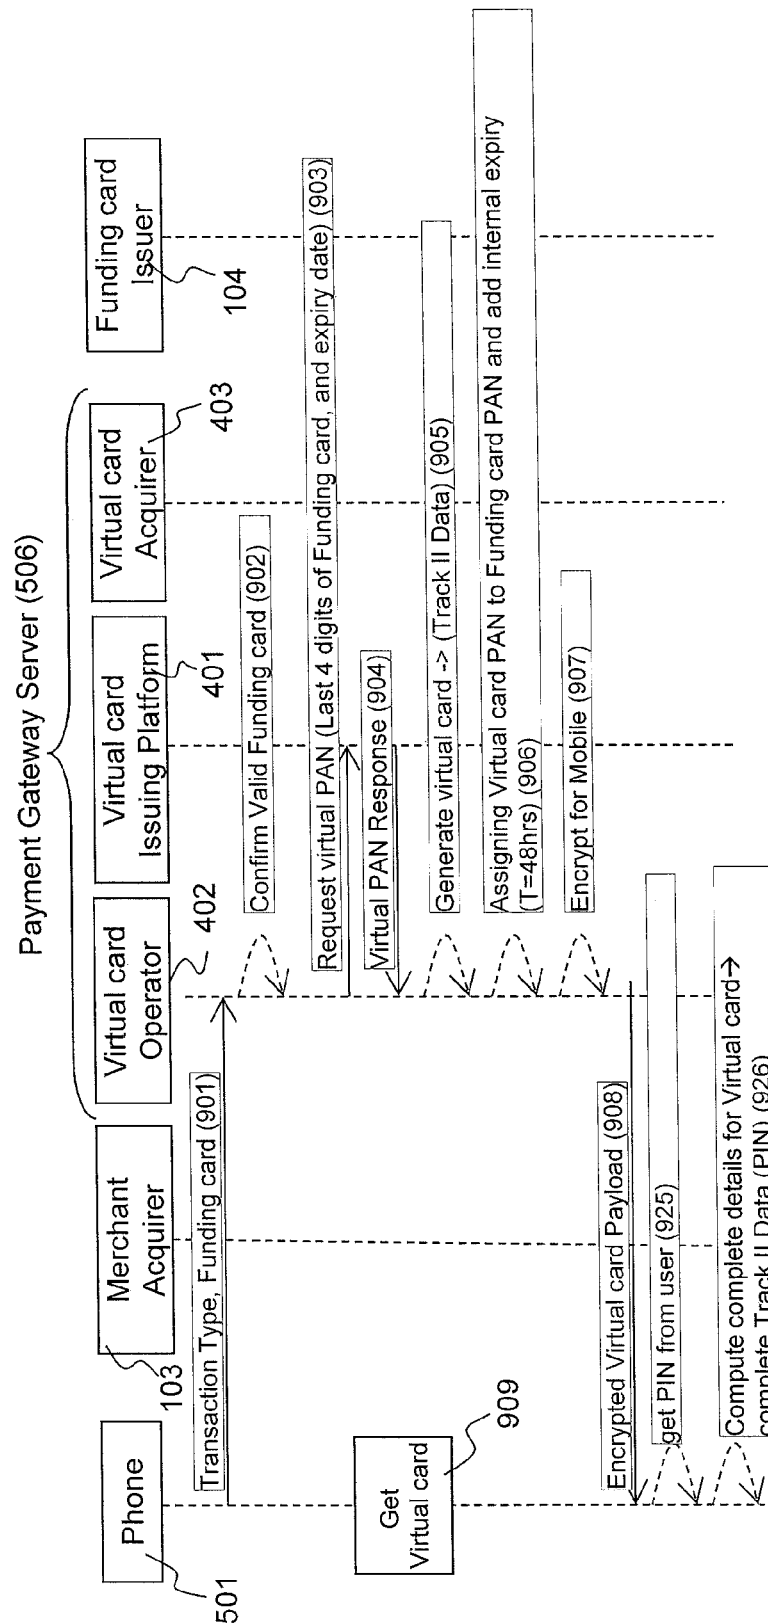 Payment Gateway Server (506)
Phone
501
Merchant
Acquirer
103
Virtual card
Operator
402
Virtual card
Issuing Platform
401
Virtual card
Acquirer
403
Funding card
Issuer
104
Transaction Type, Funding card (901)
Confirm Valid Funding card (902)
Request virtual PAN (Last 4 digits of Funding card, and expiry date) (903)
Virtual PAN Response (904)
Get
Virtual card
909
Generate virtual card -> (Track II Data) (905)
Assigning Virtual card PAN to Funding card PAN and add internal expiry
(T=48hrs) (906)
Encrypt for Mobile (907)
Encrypted Virtual card Payload (908)
get PIN from user (925)
Compute complete details for Virtual card→
complete Track II Data (PIN) (926)